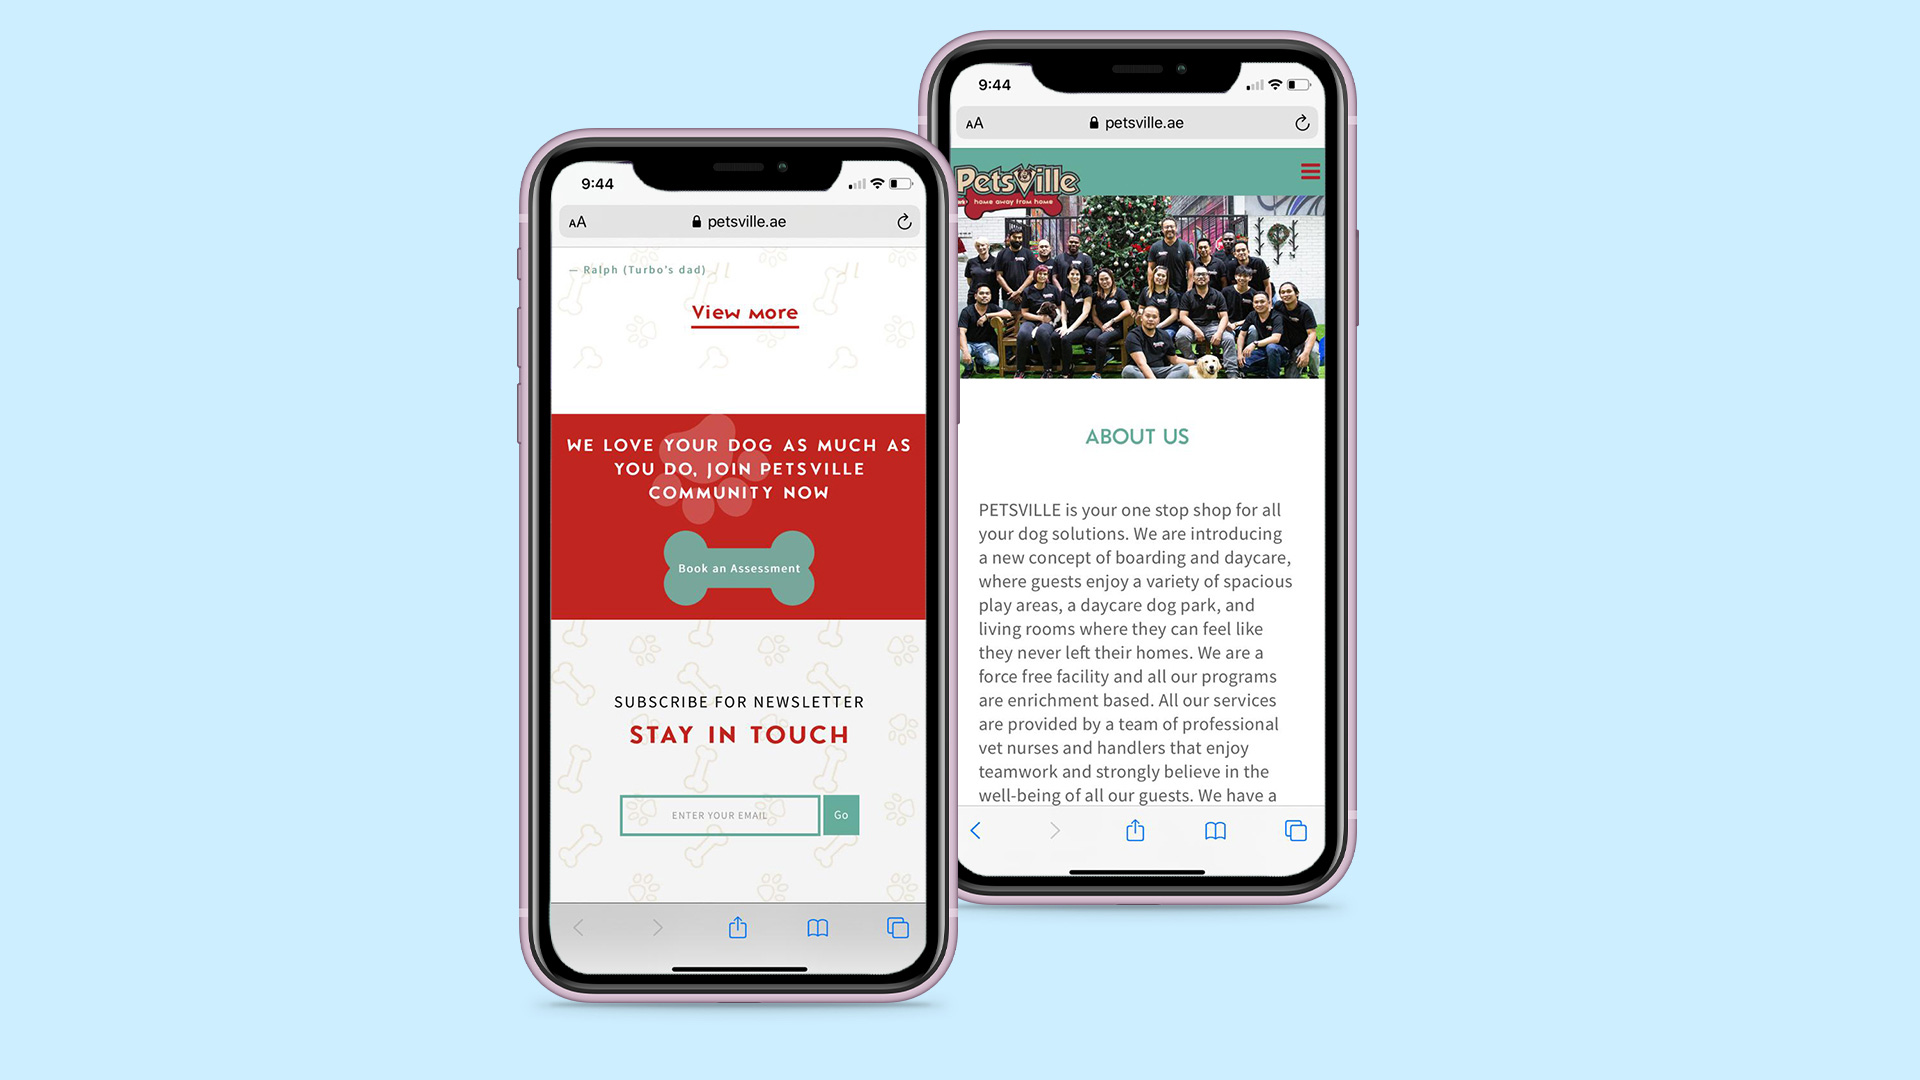 9:44
AA petsville.ae
— Ralph (Turbo's dad)
View more
WE LOVE YOUR DOG AS MUCH AS
YOU DO, JOIN PETSVILLE
COMMUNITY NOW
Book an Assessment
SUBSCRIBE FOR NEWSLETTER
STAY IN TOUCH
ENTER YOUR EMAIL Go
9:44
AA petsville.ae
PetsVille
home away from home
ABOUT US
PETSVILLE is your one stop shop for all
your dog solutions. We are introducing
a new concept of boarding and daycare,
where guests enjoy a variety of spacious
play areas, a daycare dog park, and
living rooms where they can feel like
they never left their homes. We are a
force free facility and all our programs
are enrichment based. All our services
are provided by a team of professional
vet nurses and handlers that enjoy
teamwork and strongly believe in the
well-being of all our guests. We have a